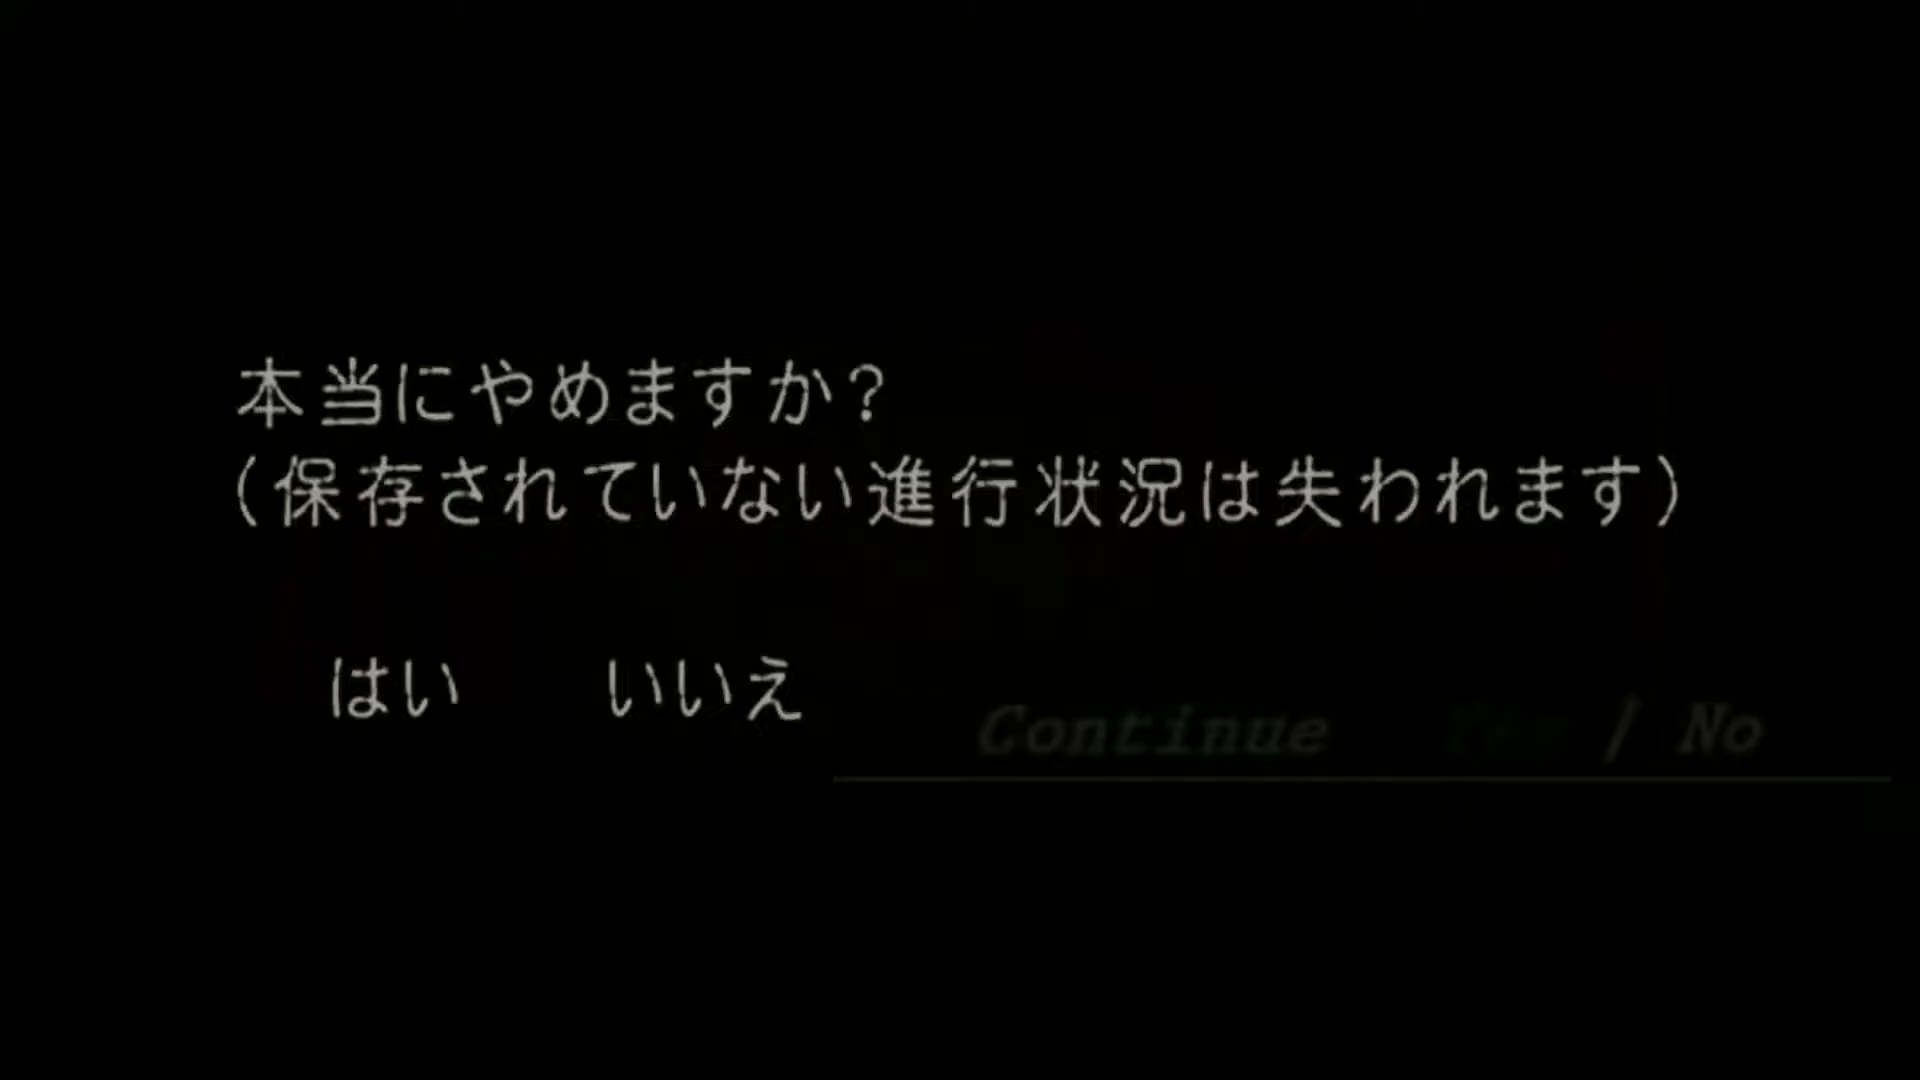 本当にやめますか?
(保存されていない進行状況は失われます)
はい いいえ
Continue Yes / No